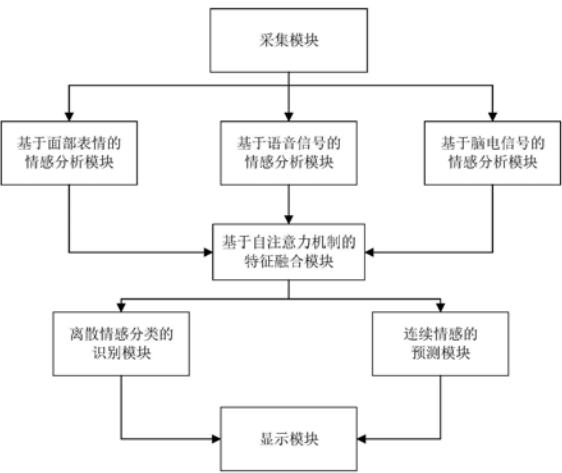 采集模块
基于面部表情的
情感分析模块
基于语音信号的
情感分析模块
基于脑电信号的
情感分析模块
基于自注意力机制的
特征融合模块
离散情感分类的
识别模块
连续情感的
预测模块
显示模块